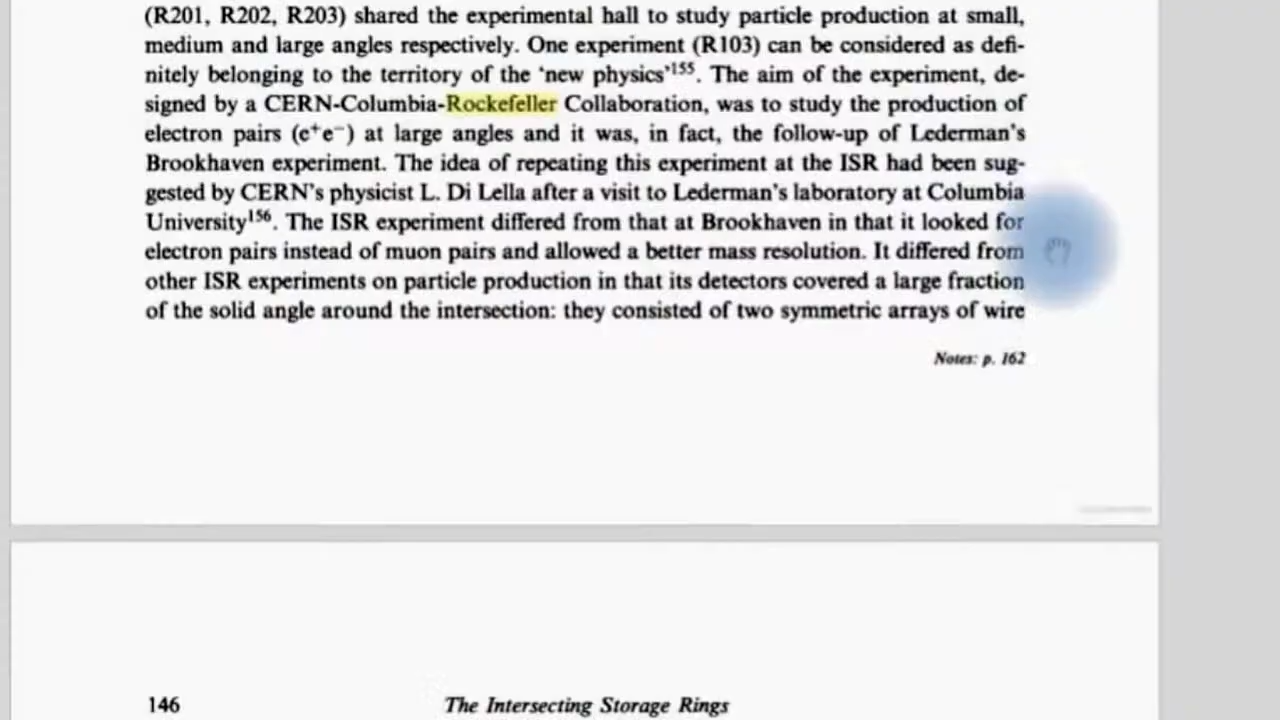 (R201, R202, R203) shared the experimental hall to study particle production at small,
medium and large angles respectively. One experiment (R103) can be considered as defi-
nitely belonging to the territory of the ‘new physics’¹⁵⁵. The aim of the experiment, de-
signed by a CERN-Columbia-Rockefeller Collaboration, was to study the production of
electron pairs (e⁺e⁻) at large angles and it was, in fact, the follow-up of Lederman’s
Brookhaven experiment. The idea of repeating this experiment at the ISR had been sug-
gested by CERN’s physicist L. Di Lella after a visit to Lederman’s laboratory at Columbia
University¹⁵⁶. The ISR experiment differed from that at Brookhaven in that it looked for
electron pairs instead of muon pairs and allowed a better mass resolution. It differed from
other ISR experiments on particle production in that its detectors covered a large fraction
of the solid angle around the intersection: they consisted of two symmetric arrays of wire
Notes: p. 162
146
The Intersecting Storage Rings